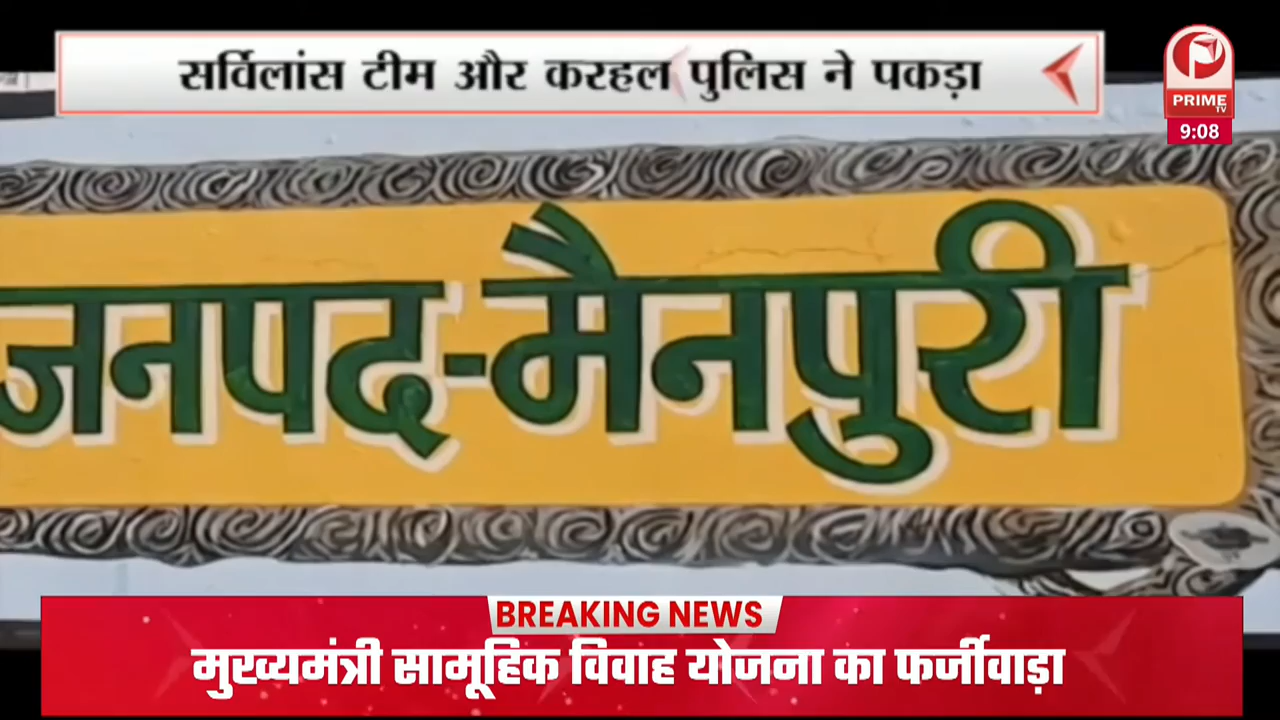 सर्विलांस टीम और करहल पुलिस ने पकड़ा
PRIME
TV
9:08
जनपद-मैनपुरी
BREAKING NEWS
मुख्यमंत्री सामूहिक विवाह योजना का फर्जीवाड़ा